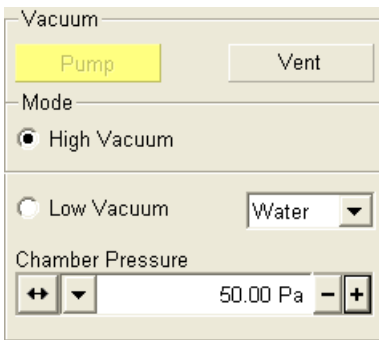 Vacuum
Pump Vent
Mode
High Vacuum
Low Vacuum Water
Chamber Pressure
50.00 Pa − +